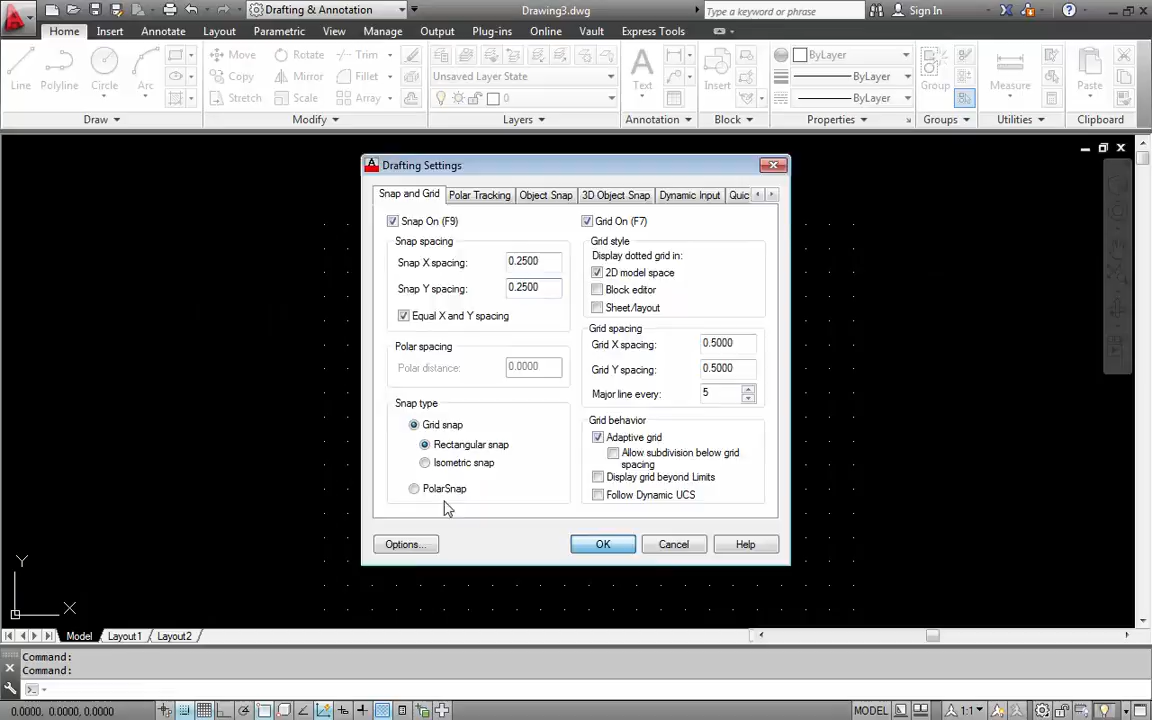 Drafting & Annotation
Drawing3.dwg
Type a keyword or phrase
Sign In
Home Insert Annotate Layout Parametric View Manage Output Plug-ins Online Vault Express Tools
Line Polyline Circle Arc
Move Rotate Trim
Copy Mirror Fillet
Stretch Scale Array
Unsaved Layer State
0
Text
Insert
ByLayer
ByLayer
ByLayer
Group
Measure
Paste
Draw Modify Layers Annotation Block Properties Groups Utilities Clipboard
Drafting Settings
Snap and Grid Polar Tracking Object Snap 3D Object Snap Dynamic Input Quic
Snap On (F9)
Snap spacing
Snap X spacing: 0.2500
Snap Y spacing: 0.2500
Equal X and Y spacing
Polar spacing
Polar distance: 0.0000
Snap type
Grid snap
Rectangular snap
Isometric snap
PolarSnap
Grid On (F7)
Grid style
Display dotted grid in:
2D model space
Block editor
Sheet/layout
Grid spacing
Grid X spacing: 0.5000
Grid Y spacing: 0.5000
Major line every: 5
Grid behavior
Adaptive grid
Allow subdivision below grid
spacing
Display grid beyond Limits
Follow Dynamic UCS
Options... OK Cancel Help
Y
X
Model Layout1 Layout2
Command:
Command:
0.0000, 0.0000, 0.0000
MODEL
1:1